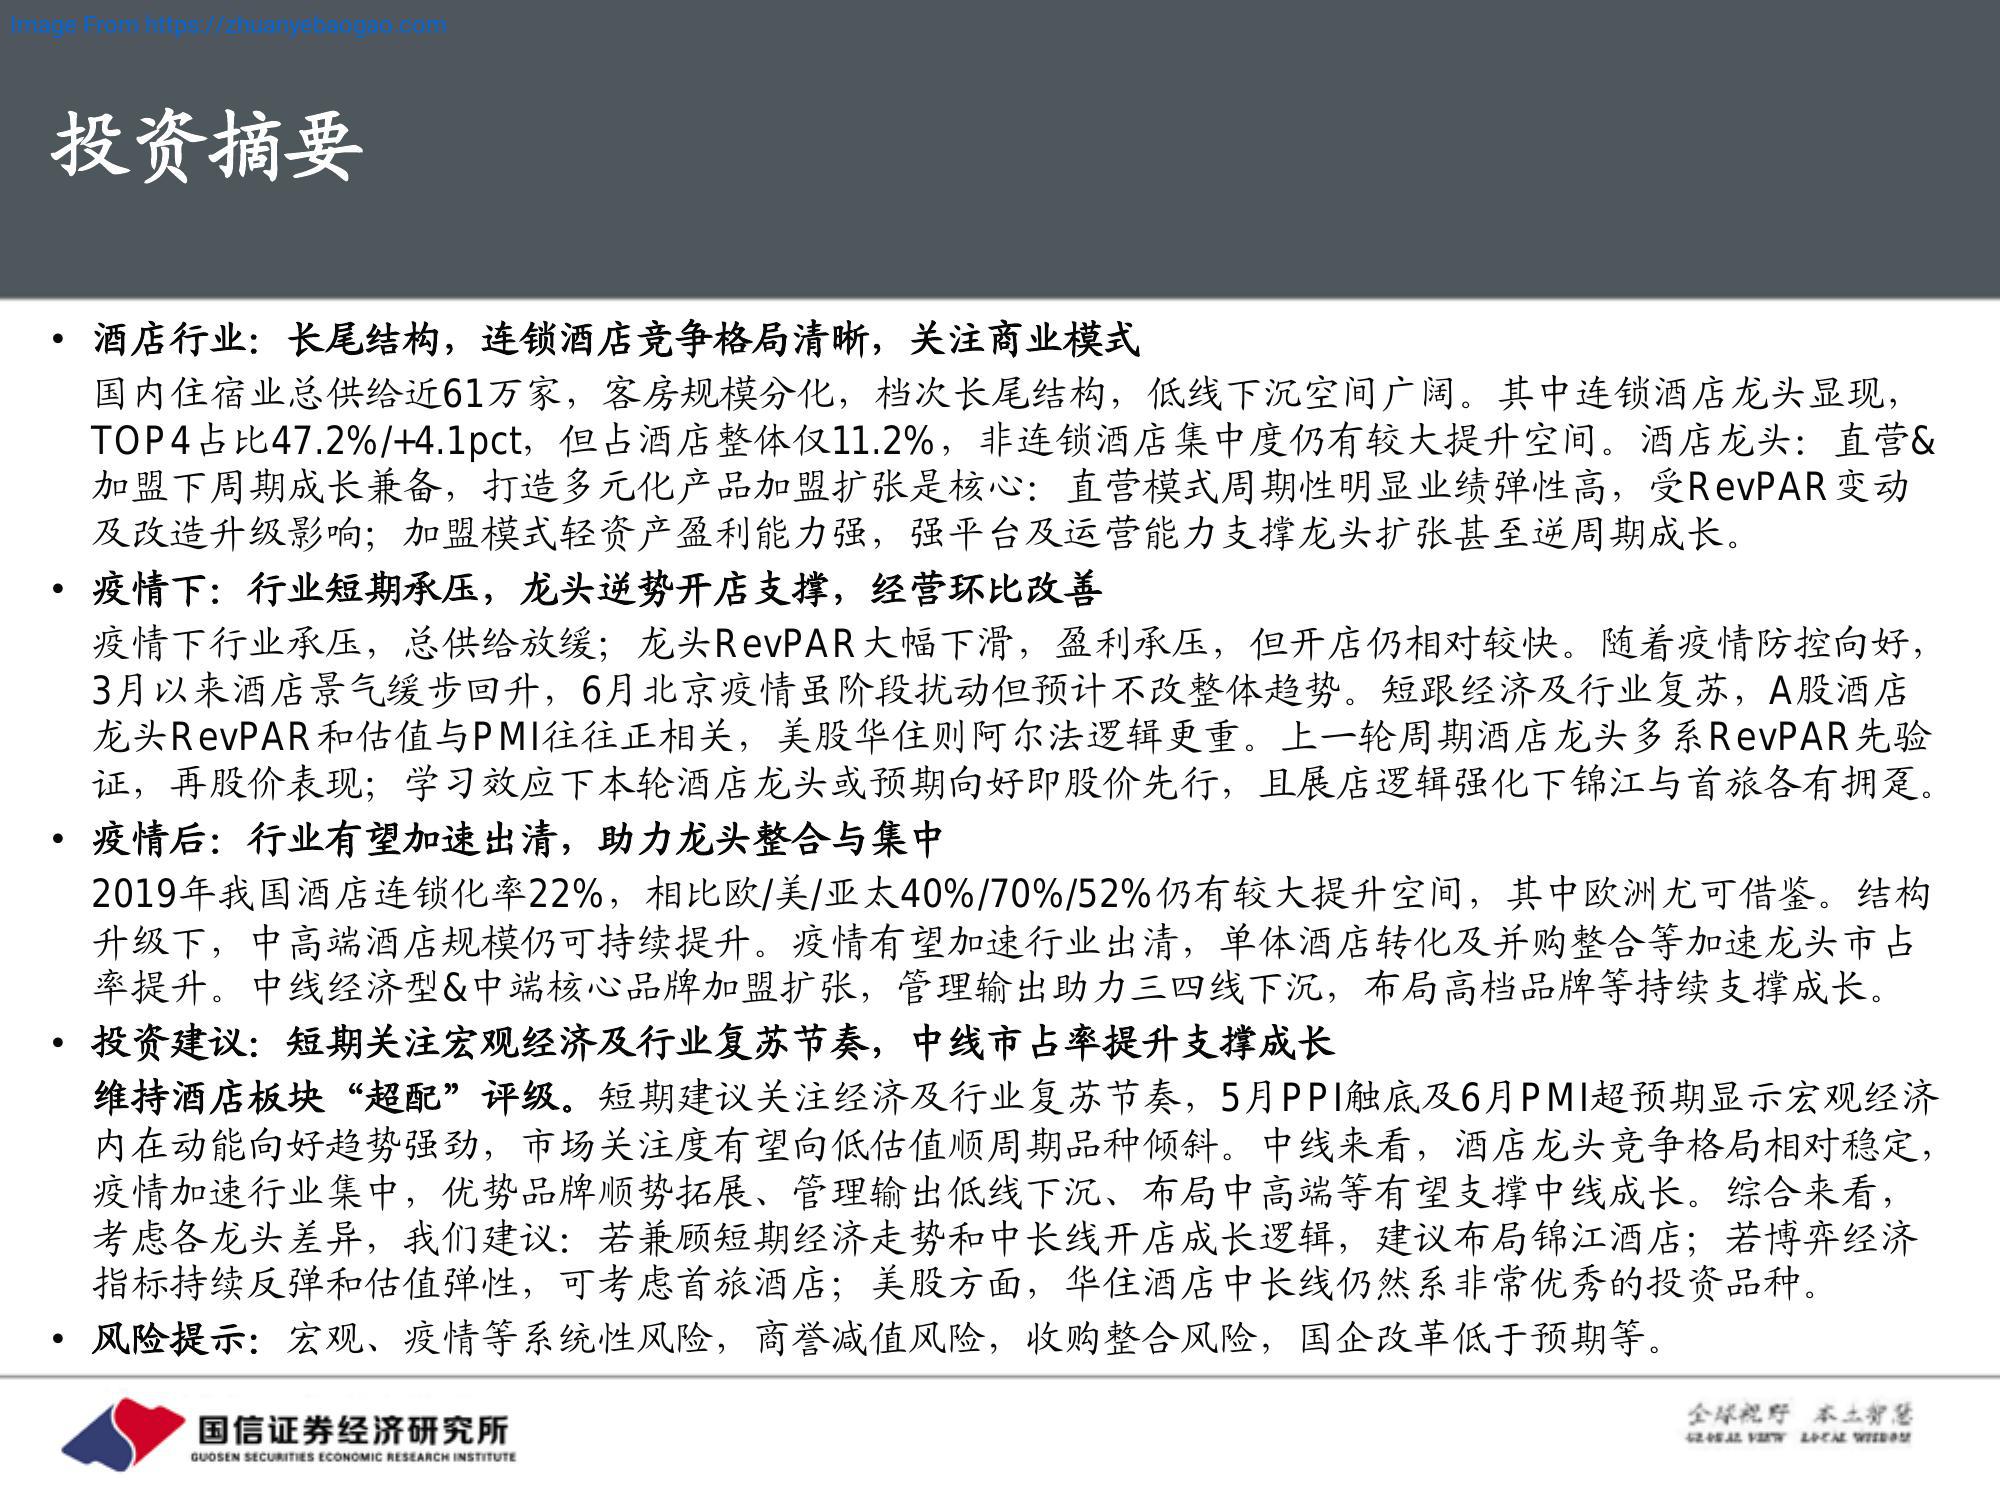 Image From https://zhuanyebaogao.com
投资摘要
• 酒店行业：长尾结构，连锁酒店竞争格局清晰，关注商业模式
国内住宿业总供给近61万家，客房规模分化，档次长尾结构，低线下沉空间广阔。其中连锁酒店龙头显现，
TOP4占比47.2%/+4.1pct，但占酒店整体仅11.2%，非连锁酒店集中度仍有较大提升空间。酒店龙头：直营&
加盟下周期成长兼备，打造多元化产品加盟扩张是核心：直营模式周期性明显业绩弹性高，受RevPAR变动
及改造升级影响；加盟模式轻资产盈利能力强，强平台及运营能力支撑龙头扩张甚至逆周期成长。
• 疫情下：行业短期承压，龙头逆势开店支撑，经营环比改善
疫情下行业承压，总供给放缓；龙头RevPAR大幅下滑，盈利承压，但开店仍相对较快。随着疫情防控向好，
3月以来酒店景气缓步回升，6月北京疫情虽阶段扰动但预计不改整体趋势。短跟经济及行业复苏，A股酒店
龙头RevPAR和估值与PMI往往正相关，美股华住则阿尔法逻辑更重。上一轮周期酒店龙头多系RevPAR先验
证，再股价表现；学习效应下本轮酒店龙头或预期向好即股价先行，且展店逻辑强化下锦江与首旅各有拥趸。
• 疫情后：行业有望加速出清，助力龙头整合与集中
2019年我国酒店连锁化率22%，相比欧/美/亚太40%/70%/52%仍有较大提升空间，其中欧洲尤可借鉴。结构
升级下，中高端酒店规模仍可持续提升。疫情有望加速行业出清，单体酒店转化及并购整合等加速龙头市占
率提升。中线经济型&中端核心品牌加盟扩张，管理输出助力三四线下沉，布局高档品牌等持续支撑成长。
• 投资建议：短期关注宏观经济及行业复苏节奏，中线市占率提升支撑成长
维持酒店板块“超配”评级。短期建议关注经济及行业复苏节奏，5月PPI触底及6月PMI超预期显示宏观经济
内在动能向好趋势强劲，市场关注度有望向低估值顺周期品种倾斜。中线来看，酒店龙头竞争格局相对稳定，
疫情加速行业集中，优势品牌顺势拓展、管理输出低线下沉、布局中高端等有望支撑中线成长。综合来看，
考虑各龙头差异，我们建议：若兼顾短期经济走势和中长线开店成长逻辑，建议布局锦江酒店；若博弈经济
指标持续反弹和估值弹性，可考虑首旅酒店；美股方面，华住酒店中长线仍然系非常优秀的投资品种。
• 风险提示：宏观、疫情等系统性风险，商誉减值风险，收购整合风险，国企改革低于预期等。
国信证券经济研究所
GUOSEN SECURITIES ECONOMIC RESEARCH INSTITUTE
全球视野 本土智慧
GLOBAL VIEW LOCAL WISDOM